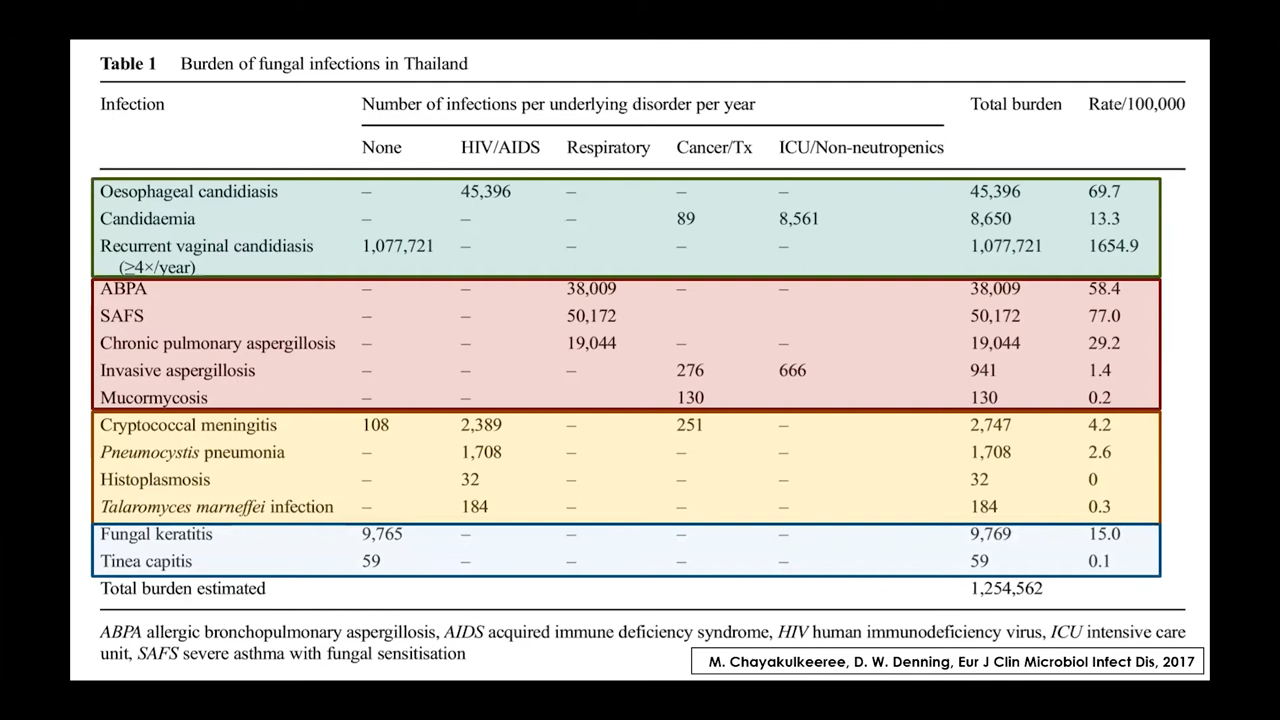 Table 1 Burden of fungal infections in Thailand
Infection Number of infections per underlying disorder per year Total burden Rate/100,000
None HIV/AIDS Respiratory Cancer/Tx ICU/Non-neutropenics
Oesophageal candidiasis – 45,396 – – – 45,396 69.7
Candidaemia – – – 89 8,561 8,650 13.3
Recurrent vaginal candidiasis 1,077,721 – – – – 1,077,721 1654.9
(≥4×/year)
ABPA – – 38,009 – – 38,009 58.4
SAFS – – 50,172 50,172 77.0
Chronic pulmonary aspergillosis – – 19,044 – – 19,044 29.2
Invasive aspergillosis – – – 276 666 941 1.4
Mucormycosis – – 130 130 0.2
Cryptococcal meningitis 108 2,389 – 251 – 2,747 4.2
Pneumocystis pneumonia – 1,708 – – – 1,708 2.6
Histoplasmosis – 32 – – – 32 0
Talaromyces marneffei infection – 184 – – – 184 0.3
Fungal keratitis 9,765 – – – – 9,769 15.0
Tinea capitis 59 – – – – 59 0.1
Total burden estimated 1,254,562
ABPA allergic bronchopulmonary aspergillosis, AIDS acquired immune deficiency syndrome, HIV human immunodeficiency virus, ICU intensive care
unit, SAFS severe asthma with fungal sensitisation
M. Chayakulkeeree, D. W. Denning, Eur J Clin Microbiol Infect Dis, 2017